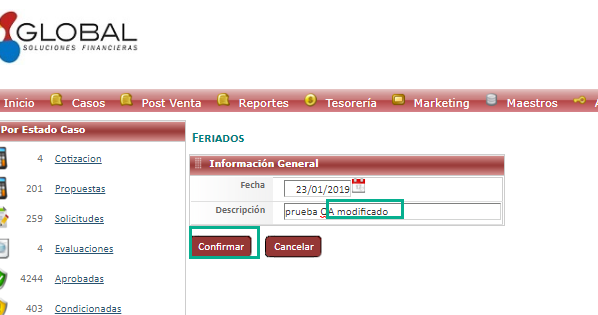 GLOBAL
SOLUCIONES FINANCIERAS
Inicio Casos Post Venta Reportes Tesorería Marketing Maestros A
Por Estado Caso
4 Cotizacion
201 Propuestas
259 Solicitudes
4 Evaluaciones
4244 Aprobadas
403 Condicionadas
FERIADOS
Información General
Fecha 23/01/2019
Descripción prueba QA modificado
Confirmar Cancelar